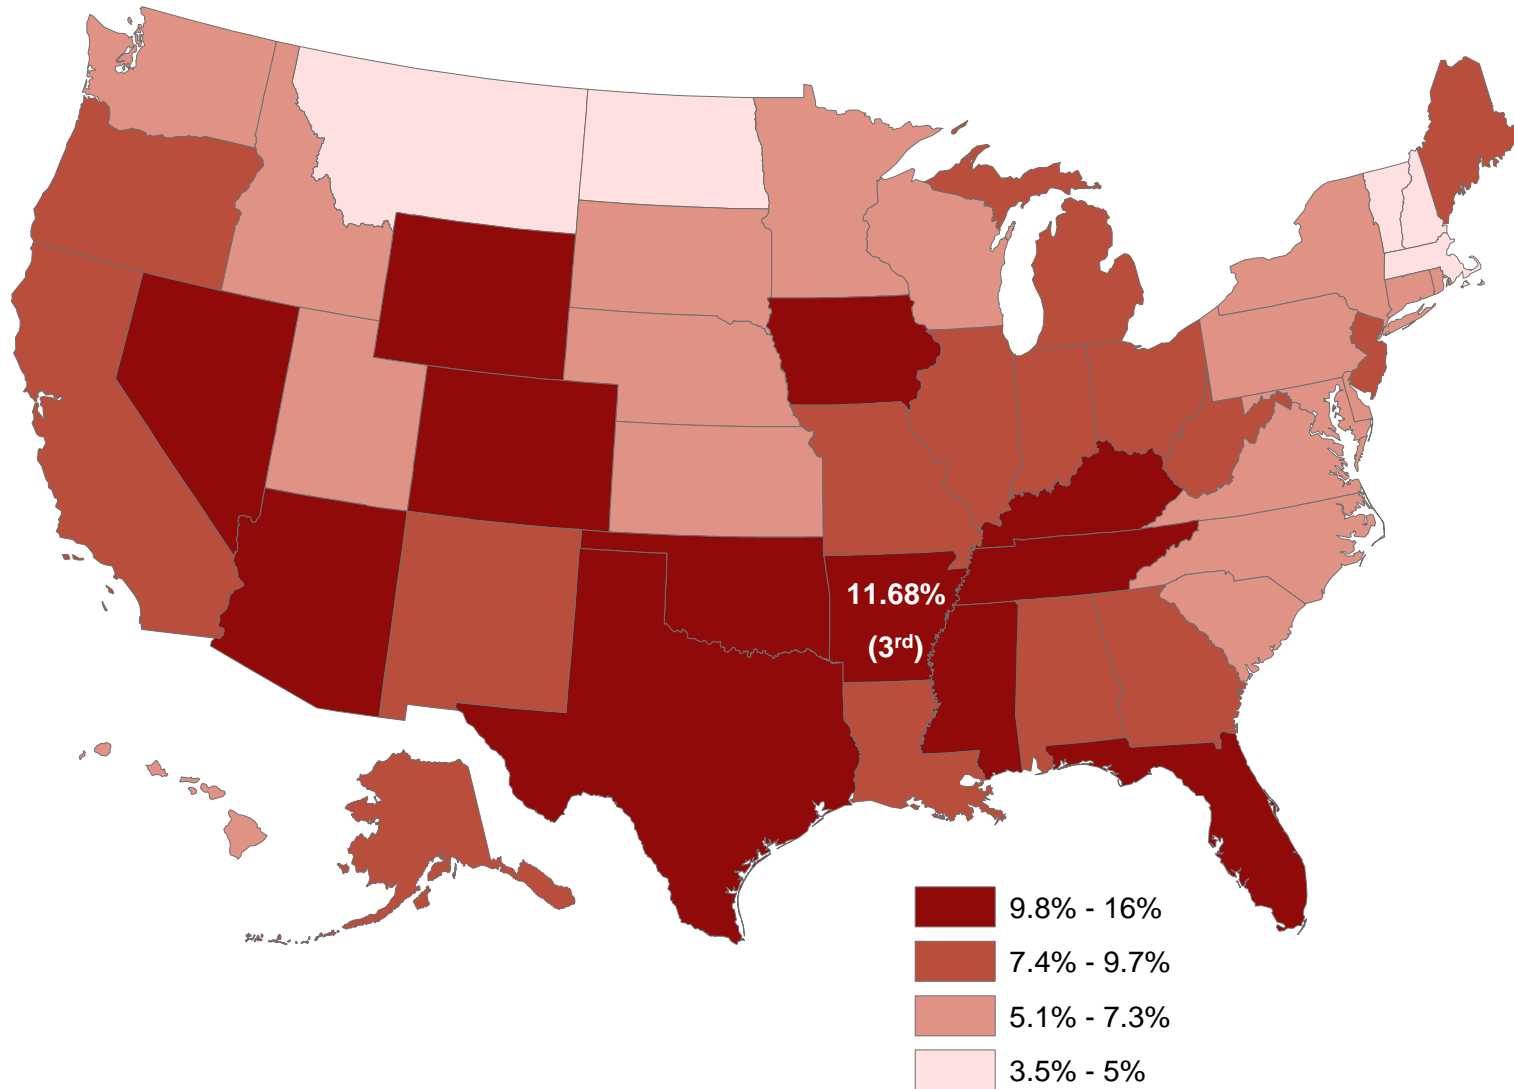 11.68%
(3rd)
9.8% - 16%
7.4% - 9.7%
5.1% - 7.3%
3.5% - 5%